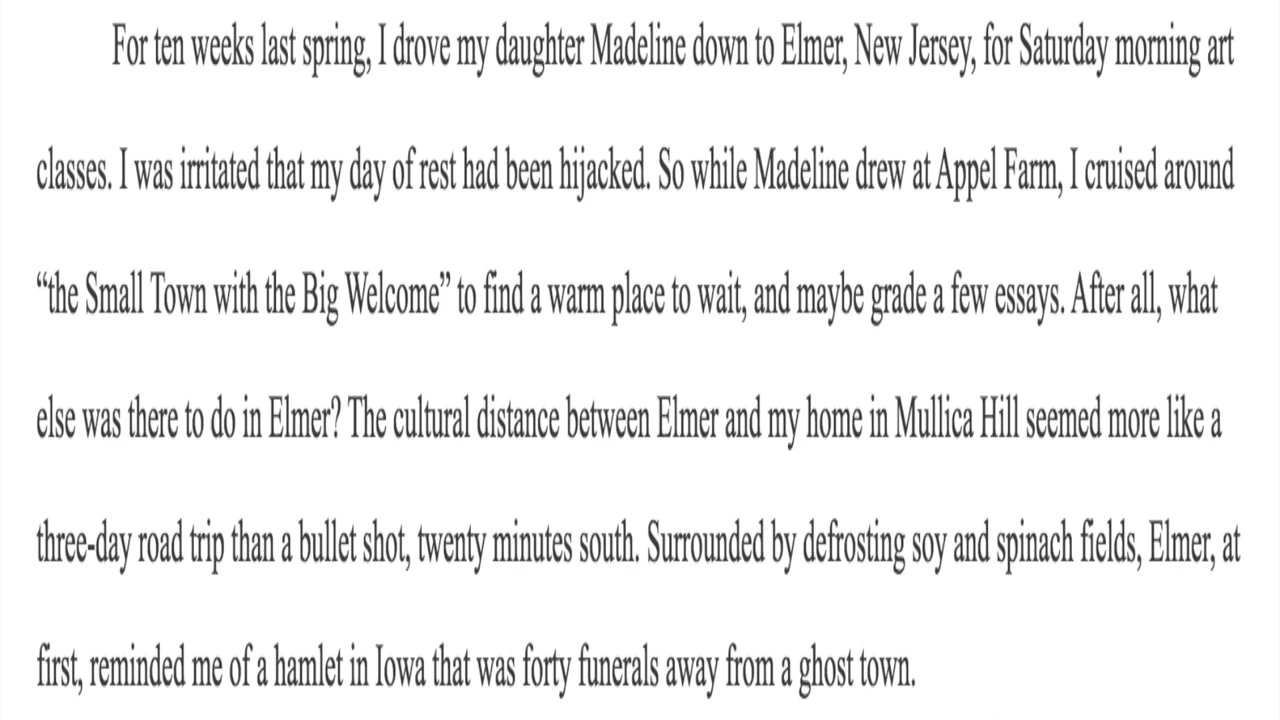 For ten weeks last spring, I drove my daughter Madeline down to Elmer, New Jersey, for Saturday morning art
classes. I was irritated that my day of rest had been hijacked. So while Madeline drew at Appel Farm, I cruised around
“the Small Town with the Big Welcome” to find a warm place to wait, and maybe grade a few essays. After all, what
else was there to do in Elmer? The cultural distance between Elmer and my home in Mullica Hill seemed more like a
three-day road trip than a bullet shot, twenty minutes south. Surrounded by defrosting soy and spinach fields, Elmer, at
first, reminded me of a hamlet in Iowa that was forty funerals away from a ghost town.